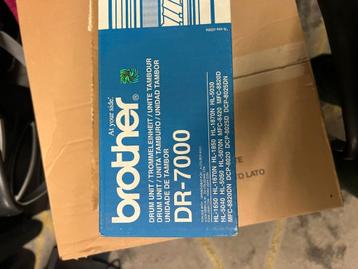 At your side.
brother
DRUM UNIT / TROMMELEINHEIT / UNITE TAMBOUR
DRUM UNIT / UNITA' TAMBURO / UNIDAD TAMBOR
UNIDADE DE TAMBOR
DR-7000
HL-1650 HL-1670N HL-1850 HL-1870N HL-5030
HL-5040 HL-5050 HL-5070N MFC-8420 MFC-8820D
MFC-8820DN DCP-8020 DCP-8025D DCP-8025DN
TO LATO